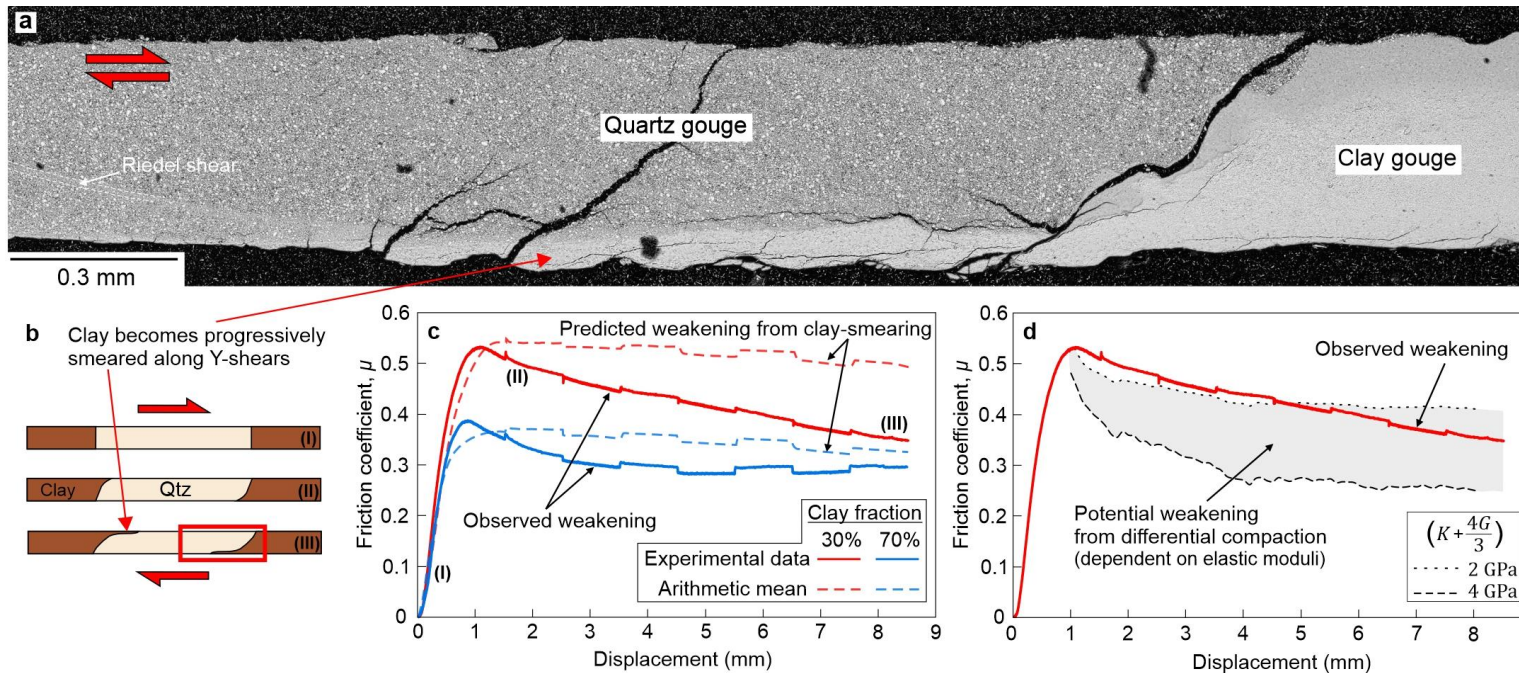 a
Quartz gouge
Clay gouge
Riedel shear
0.3 mm
b
Clay becomes progressively
smeared along Y-shears
(I)
Clay
Qtz
(II)
(III)
c
Friction coefficient, μ
0.6
0.5
0.4
0.3
0.2
0.1
0
Predicted weakening from clay-smearing
(II)
(III)
Observed weakening
(I)
Clay fraction
30% 70%
Experimental data
Arithmetic mean
0 1 2 3 4 5 6 7 8 9
Displacement (mm)
d
Friction coefficient, μ
0.6
0.5
0.4
0.3
0.2
0.1
0
Observed weakening
Potential weakening
from differential compaction
(dependent on elastic moduli)
(K + 4G/3)
2 GPa
4 GPa
0 1 2 3 4 5 6 7 8
Displacement (mm)